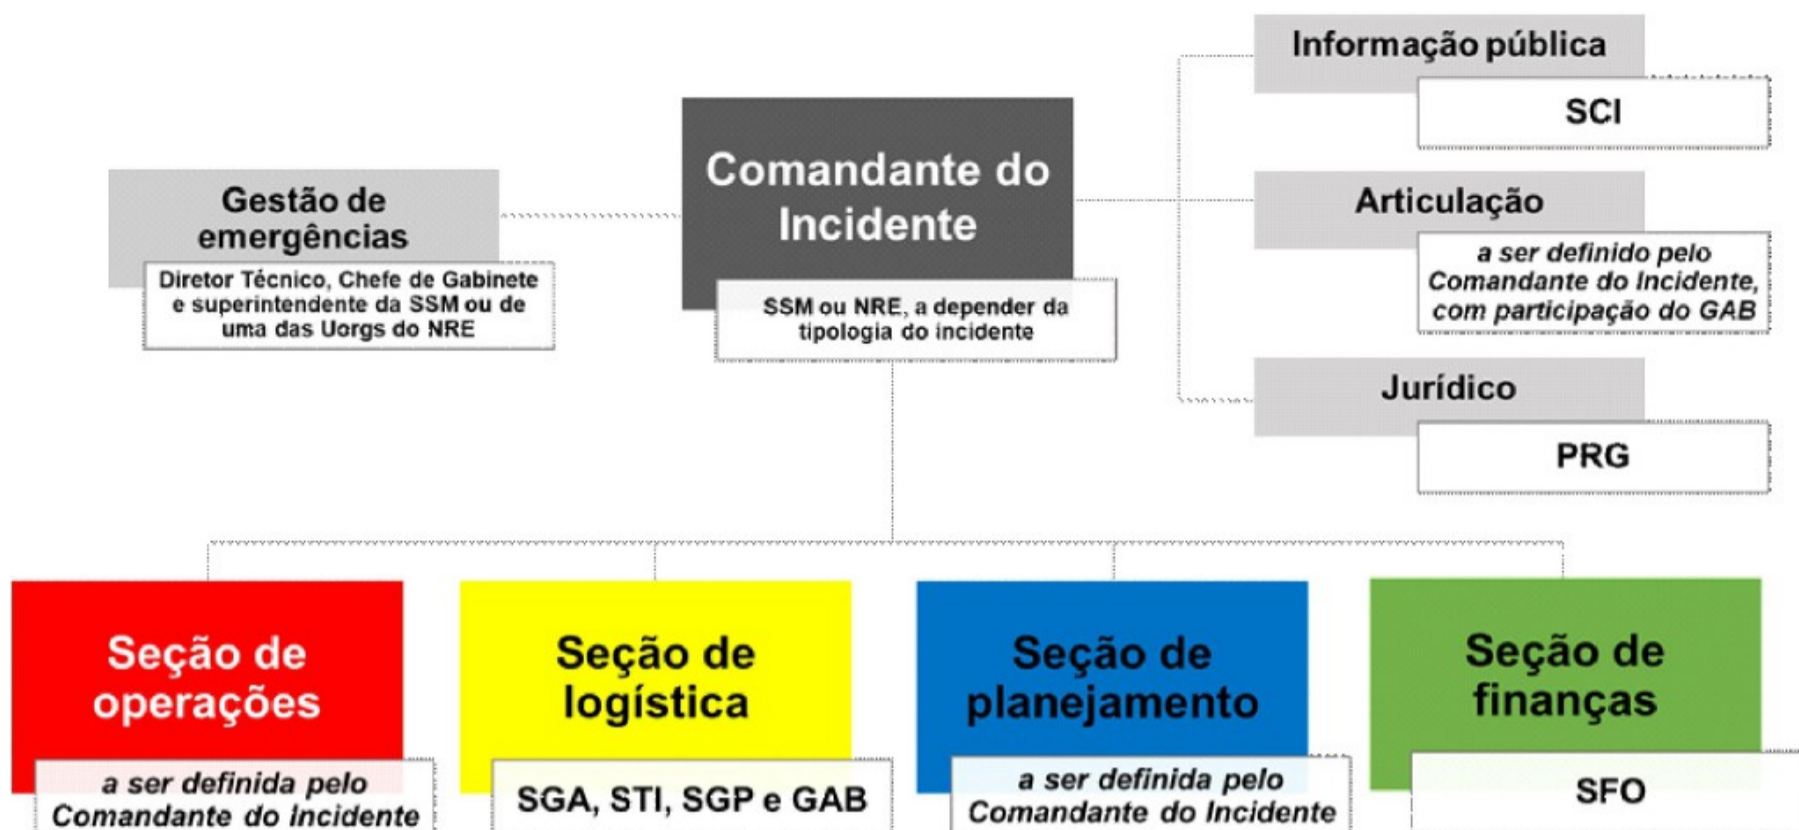 Informação pública
SCI
Comandante do
Incidente
SSM ou NRE, a depender da
tipologia do incidente
Gestão de
emergências
Diretor Técnico, Chefe de Gabinete
e superintendente da SSM ou de
uma das Uorgs do NRE
Articulação
a ser definido pelo
Comandante do Incidente,
com participação do GAB
Jurídico
PRG
Seção de
operações
a ser definida pelo
Comandante do Incidente
Seção de
logística
SGA, STI, SGP e GAB
Seção de
planejamento
a ser definida pelo
Comandante do Incidente
Seção de
finanças
SFO